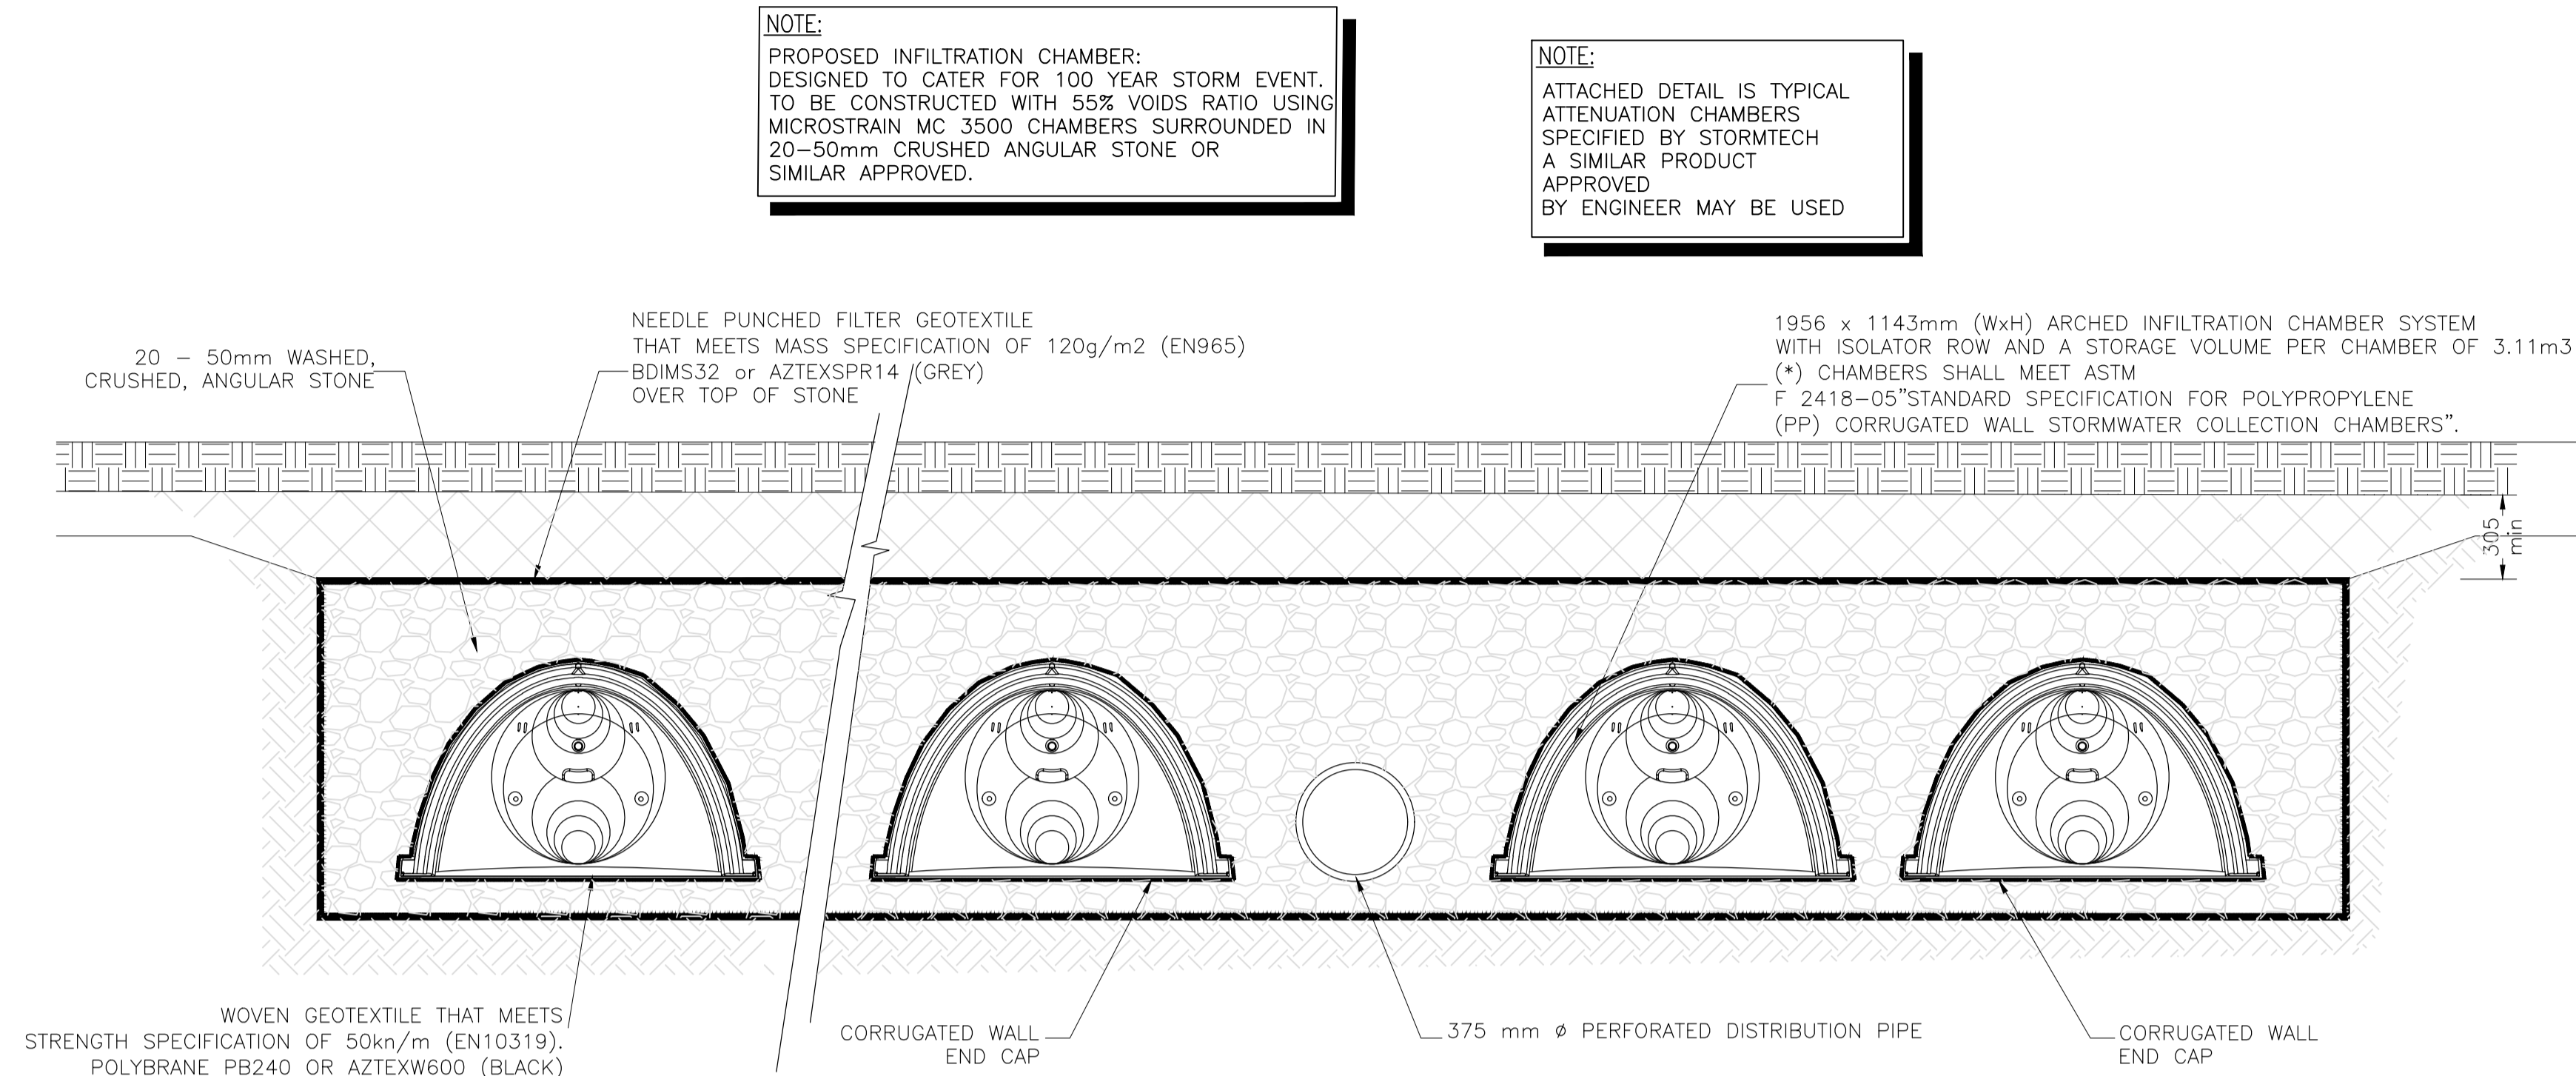 NOTE:
PROPOSED INFILTRATION CHAMBER:
DESIGNED TO CATER FOR 100 YEAR STORM EVENT.
TO BE CONSTRUCTED WITH 55% VOIDS RATIO USING
MICROSTRAIN MC 3500 CHAMBERS SURROUNDED IN
20-50mm CRUSHED ANGULAR STONE OR
SIMILAR APPROVED.
NOTE:
ATTACHED DETAIL IS TYPICAL
ATTENUATION CHAMBERS
SPECIFIED BY STORMTECH
A SIMILAR PRODUCT
APPROVED
BY ENGINEER MAY BE USED
20 - 50mm WASHED,
CRUSHED, ANGULAR STONE
NEEDLE PUNCHED FILTER GEOTEXTILE
THAT MEETS MASS SPECIFICATION OF 120g/m2 (EN965)
BDIMS32 or AZTEXSPR14 (GREY)
OVER TOP OF STONE
1956 x 1143mm (WxH) ARCHED INFILTRATION CHAMBER SYSTEM
WITH ISOLATOR ROW AND A STORAGE VOLUME PER CHAMBER OF 3.11m3
(*) CHAMBERS SHALL MEET ASTM
F 2418-05"STANDARD SPECIFICATION FOR POLYPROPYLENE
(PP) CORRUGATED WALL STORMWATER COLLECTION CHAMBERS".
305
min
WOVEN GEOTEXTILE THAT MEETS
STRENGTH SPECIFICATION OF 50kn/m (EN10319).
POLYBRANE PB240 OR AZTEXW600 (BLACK)
CORRUGATED WALL
END CAP
375 mm ø PERFORATED DISTRIBUTION PIPE
CORRUGATED WALL
END CAP